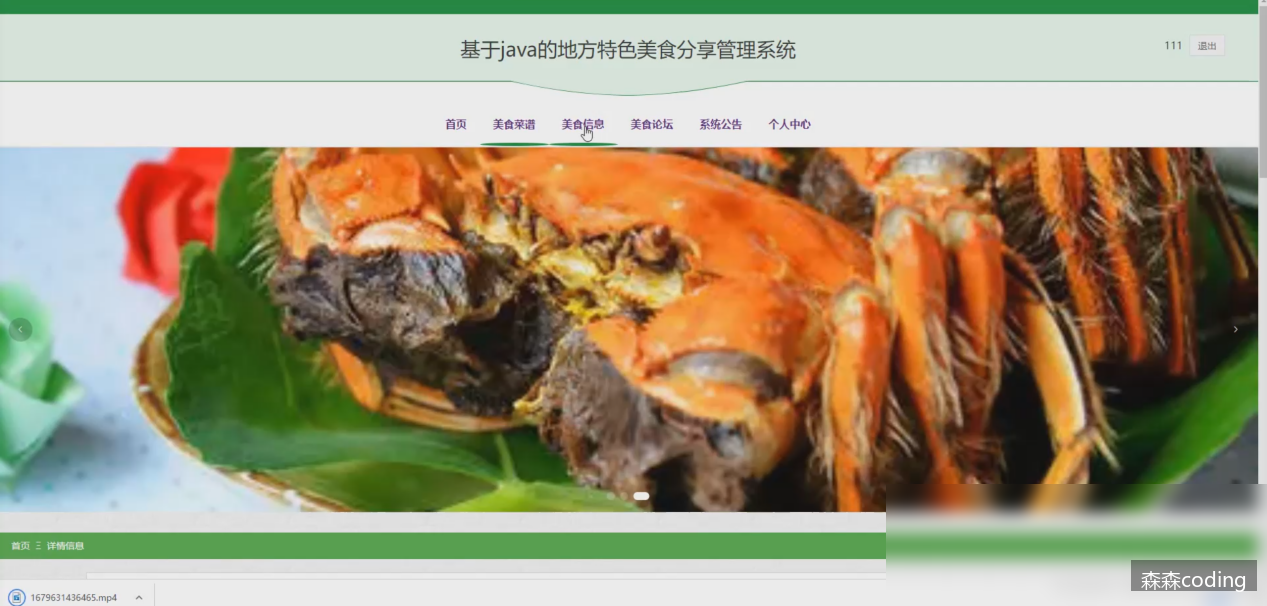 基于java的地方特色美食分享管理系统
111 退出
首页 美食菜谱 美食信息 美食论坛 系统公告 个人中心
首页 Ξ 详情信息
森森coding
1679631436465.mp4